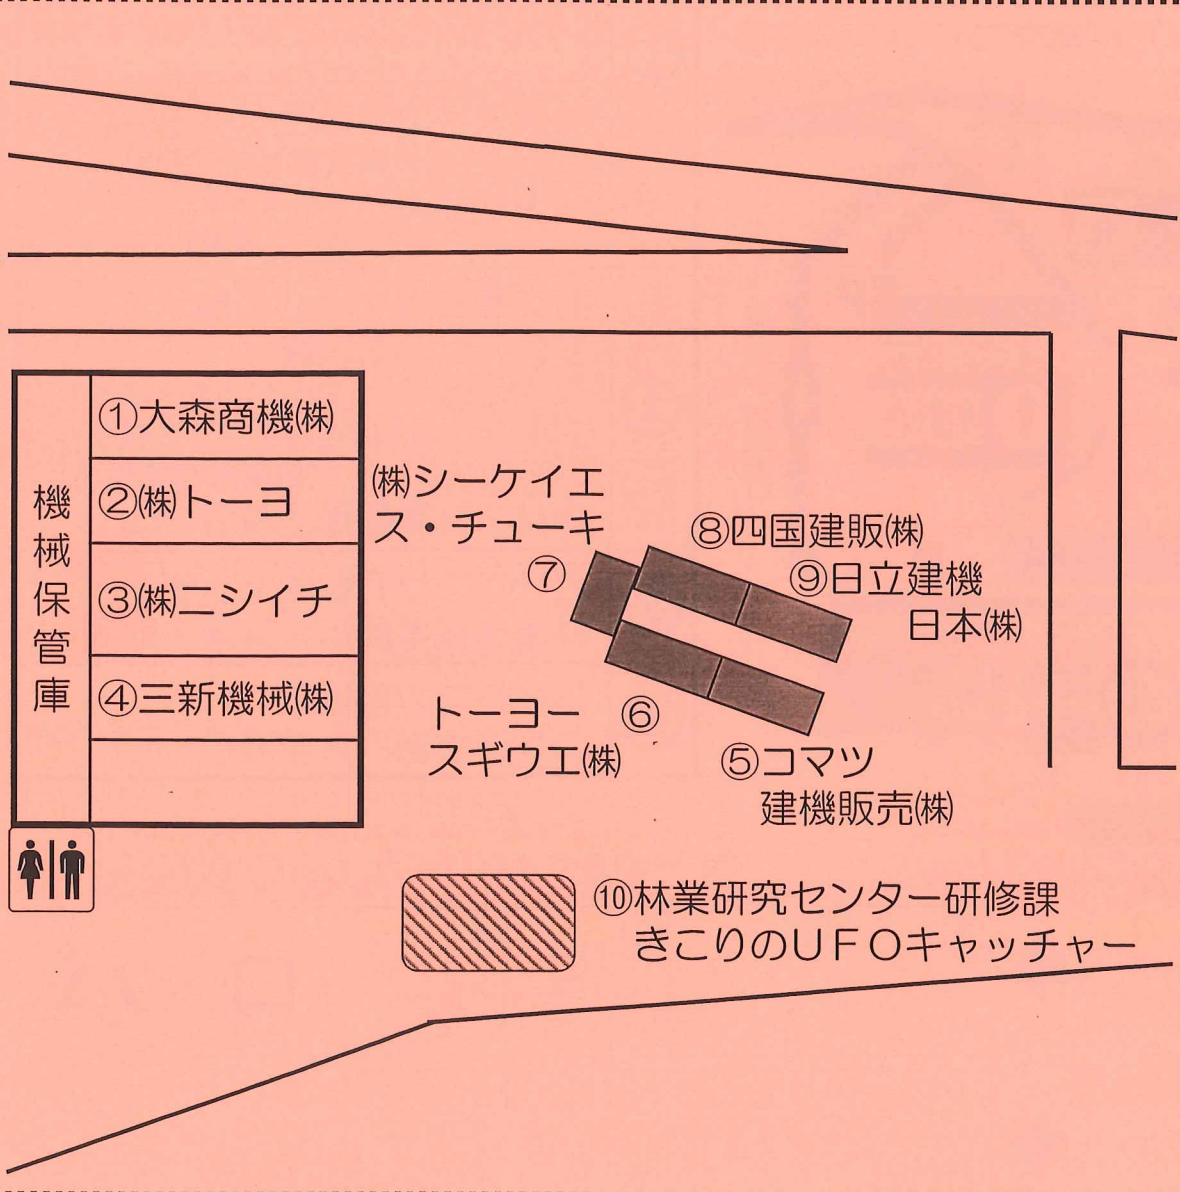 機械保管庫
①大森商機㈱
②㈱トーヨ
③㈱ニシイチ
④三新機械㈱
㈱シーケイエ
ス・チューキ
⑦
⑧四国建販㈱
⑨日立建機
日本㈱
トーヨー
スギウエ㈱
⑥
⑤コマツ
建機販売㈱
⑩林業研究センター研修課
きこりのＵＦＯキャッチャー